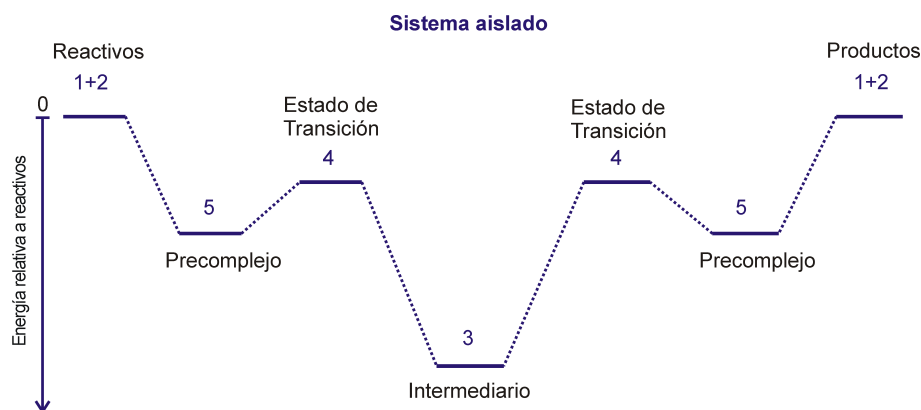 Sistema aislado
Reactivos
1+2
0
Energía relativa a reactivos
5
Precomplejo
Estado de
Transición
4
3
Intermediario
Estado de
Transición
4
5
Precomplejo
Productos
1+2